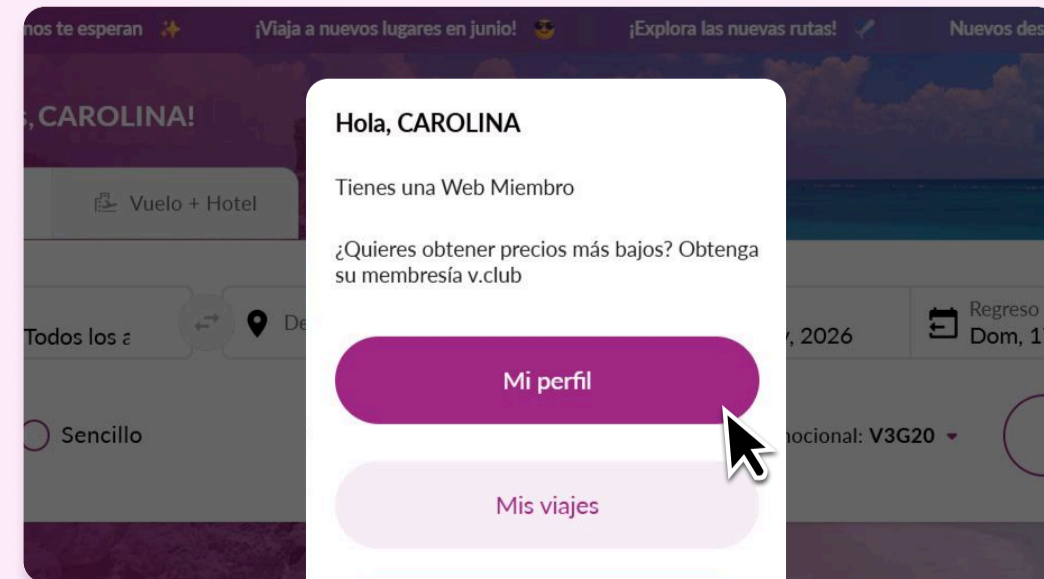 nos te esperan ¡Viaja a nuevos lugares en junio! ¡Explora las nuevas rutas! Nuevos des
, CAROLINA!
Vuelo + Hotel
Hola, CAROLINA
Tienes una Web Miembro
¿Quieres obtener precios más bajos? Obtenga
su membresía v.club
Todos los a
De
, 2026
Regreso
Dom, 1
Mi perfil
Sencillo
nocional: V3G20
Mis viajes